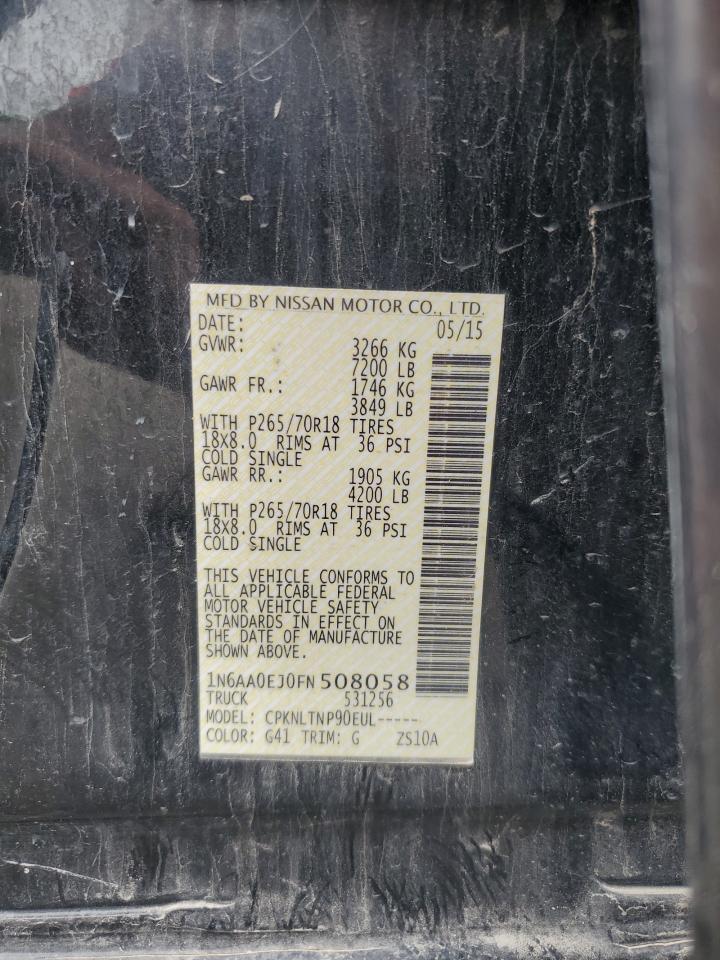 MFD BY NISSAN MOTOR CO., LTD.
DATE: 05/15
GVWR: 3266 KG
7200 LB
GAWR FR.: 1746 KG
3849 LB
WITH P265/70R18 TIRES
18X8.0 RIMS AT 36 PSI
COLD SINGLE
GAWR RR.: 1905 KG
4200 LB
WITH P265/70R18 TIRES
18X8.0 RIMS AT 36 PSI
COLD SINGLE
THIS VEHICLE CONFORMS TO
ALL APPLICABLE FEDERAL
MOTOR VEHICLE SAFETY
STANDARDS IN EFFECT ON
THE DATE OF MANUFACTURE
SHOWN ABOVE.
1N6AA0EJ0FN508058
TRUCK 531256
MODEL: CPKNLTNP90EUL-----
COLOR: G41 TRIM: G ZS10A